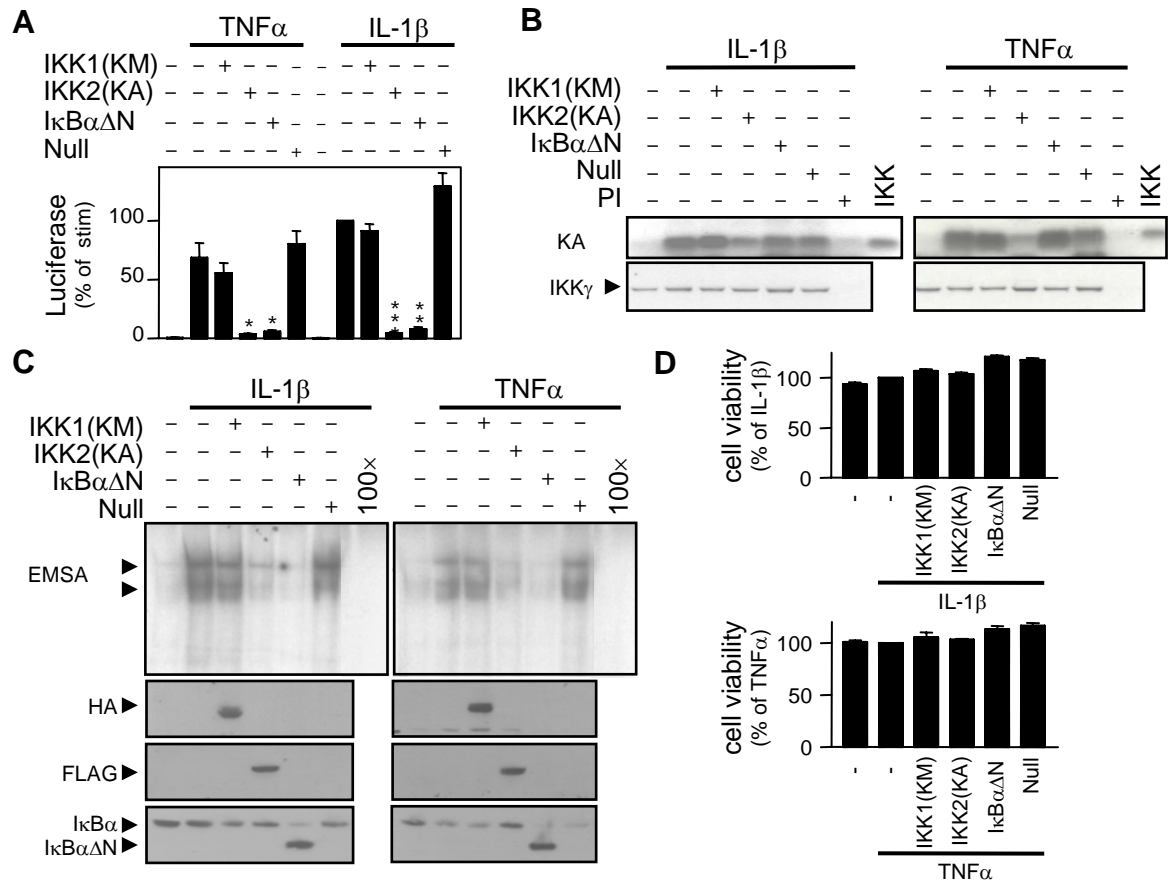 A
TNFα IL-1β
IKK1(KM) – – + – – – – – + – – –
IKK2(KA) – – – + – – – – – + – –
IκBαΔN – – – – + – – – – – + –
Null – – – – – + – – – – – +
Luciferase
(% of stim)
100
50
0
* * *** **
B
IL-1β TNFα
IKK1(KM) – – + – – – – – – + – – – –
IKK2(KA) – – – + – – – – – – + – – –
IκBαΔN – – – – + – – – – – – + – –
Null – – – – – + – – – – – – + –
PI – – – – – – + IKK – – – – – – + IKK
KA
IKKγ ►
C
IL-1β TNFα
IKK1(KM) – – + – – – – – + – – –
IKK2(KA) – – – + – – – – – + – –
IκBαΔN – – – – + – – – – – + –
Null – – – – – + 100× – – – – – + 100×
EMSA ►
►
HA ►
FLAG ►
IκBα ►
IκBαΔN ►
D
cell viability
(% of IL-1β)
100
50
0
- - IKK1(KM) IKK2(KA) IκBαΔN Null
IL-1β
cell viability
(% of TNFα)
100
50
0
- - IKK1(KM) IKK2(KA) IκBαΔN Null
TNFα